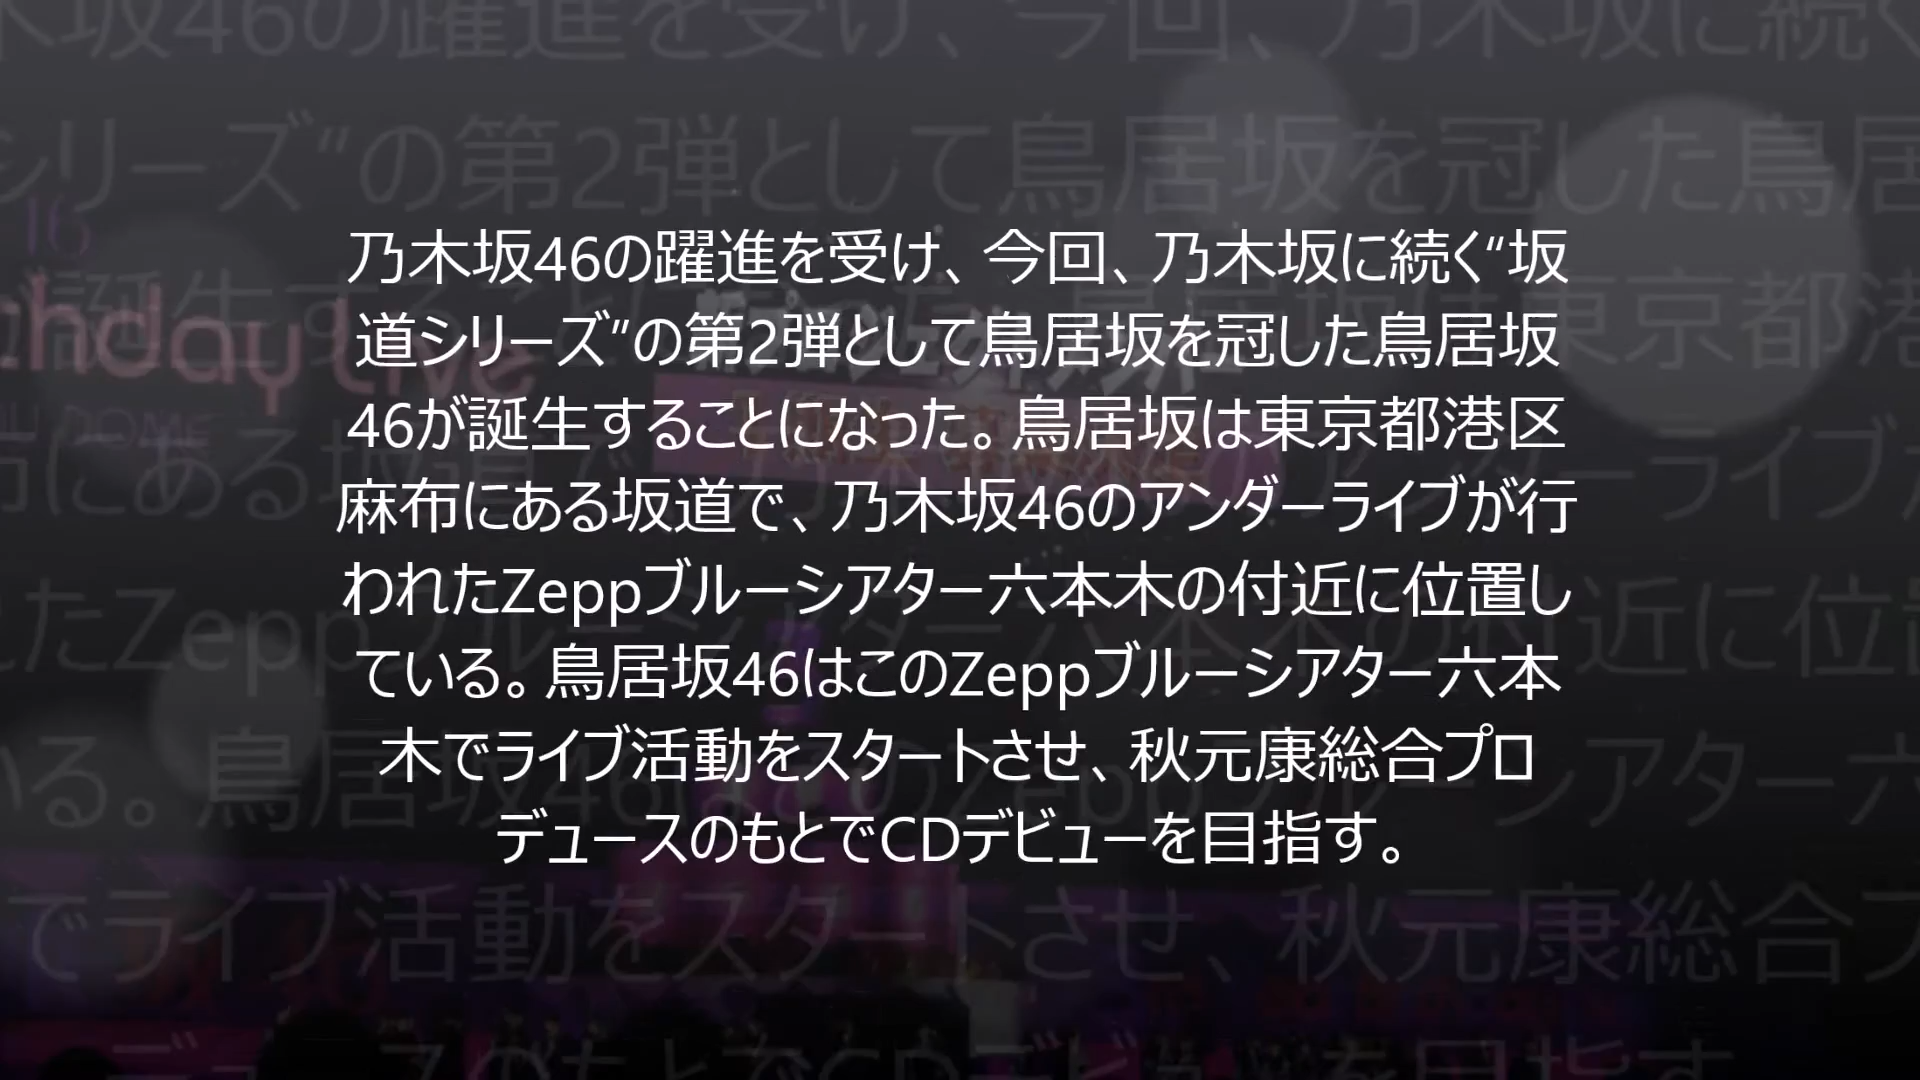 乃木坂46の躍進を受け、今回、乃木坂に続く“坂
道シリーズ”の第2弾として鳥居坂を冠した鳥居坂
46が誕生することになった。鳥居坂は東京都港区
麻布にある坂道で、乃木坂46のアンダーライブが行
われたZeppブルーシアター六本木の付近に位置し
ている。鳥居坂46はこのZeppブルーシアター六本
木でライブ活動をスタートさせ、秋元康総合プロ
デュースのもとでCDデビューを目指す。